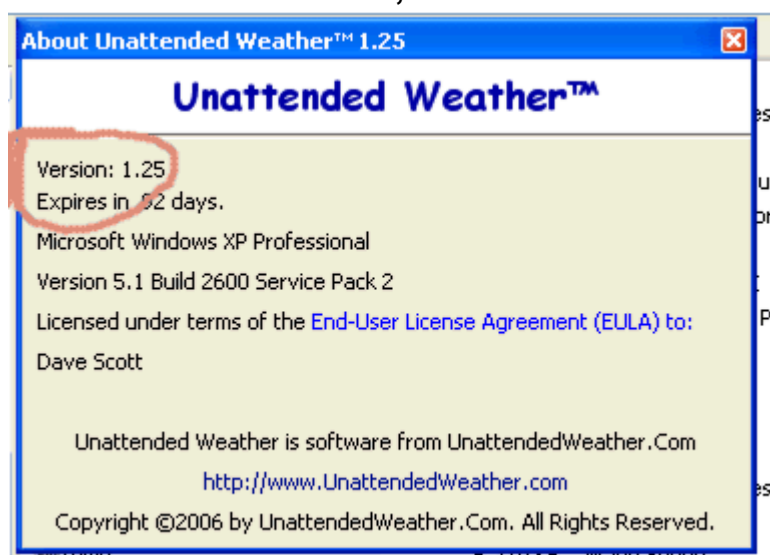 About Unattended Weather™ 1.25
Unattended Weather™
Version: 1.25
Expires in 92 days.
Microsoft Windows XP Professional
Version 5.1 Build 2600 Service Pack 2
Licensed under terms of the End-User License Agreement (EULA) to:
Dave Scott
Unattended Weather is software from UnattendedWeather.Com
http://www.UnattendedWeather.com
Copyright ©2006 by UnattendedWeather.Com. All Rights Reserved.